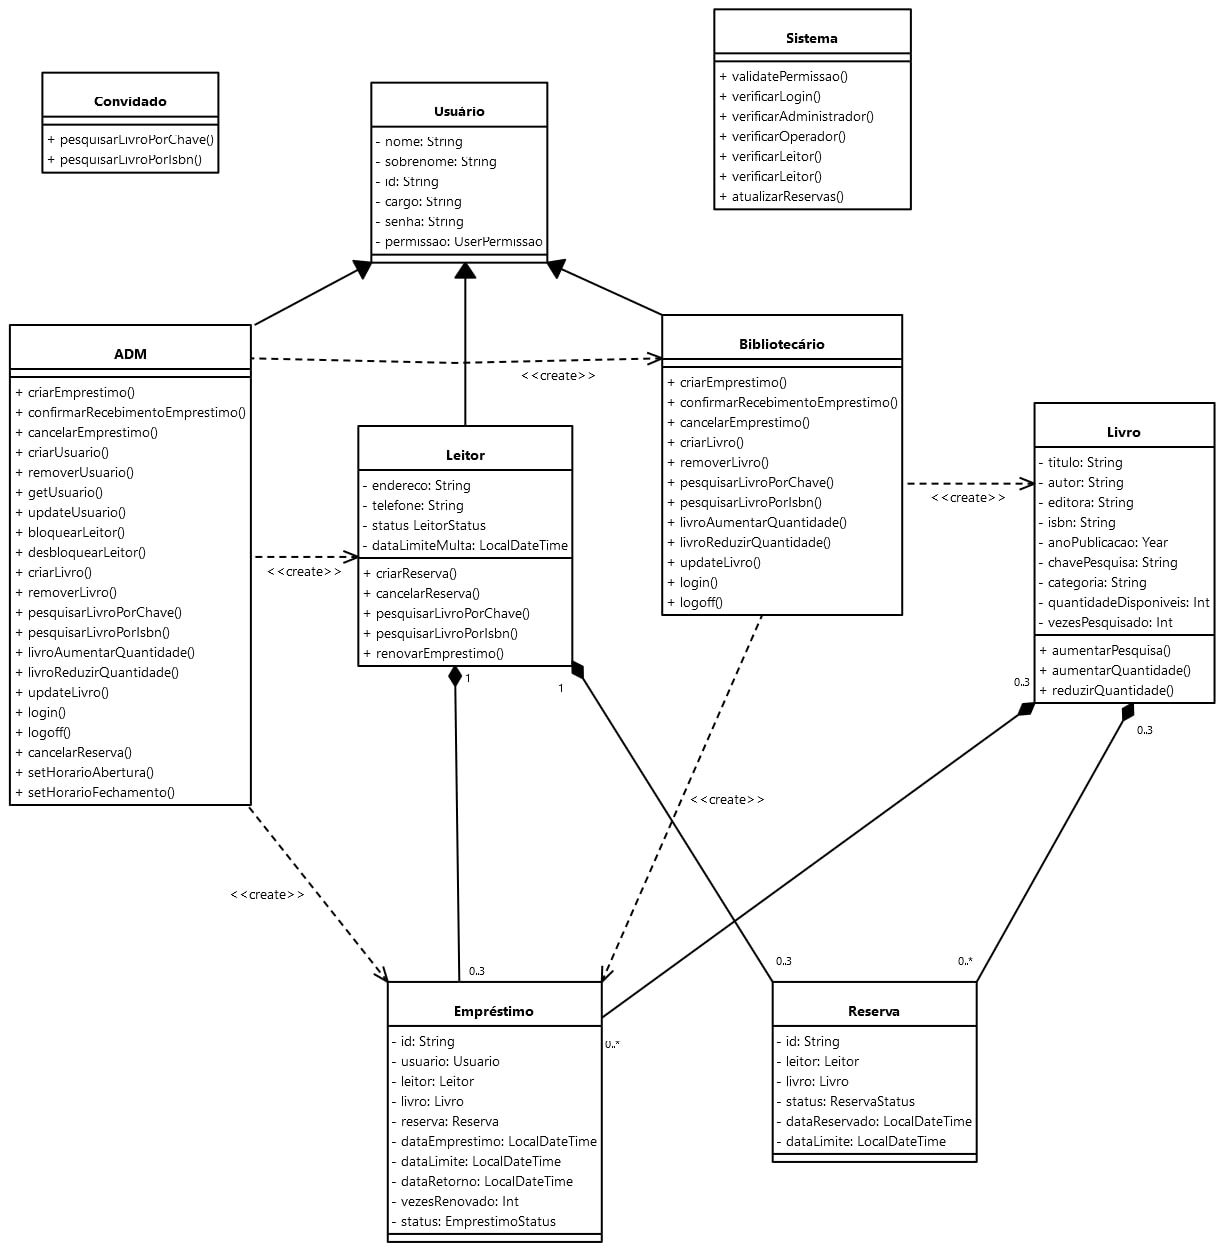 Sistema
+ validatePermissao()
+ verificarLogin()
+ verificarAdministrador()
+ verificarOperador()
+ verificarLeitor()
+ verificarLeitor()
+ atualizarReservas()
Convidado
+ pesquisarLivroPorChave()
+ pesquisarLivroPorIsbn()
Usuário
- nome: String
- sobrenome: String
- id: String
- cargo: String
- senha: String
- permissao: UserPermissao
ADM
+ criarEmprestimo()
+ confirmarRecebimentoEmprestimo()
+ cancelarEmprestimo()
+ criarUsuario()
+ removerUsuario()
+ getUsuario()
+ updateUsuario()
+ bloquearLeitor()
+ desbloquearLeitor()
+ criarLivro()
+ removerLivro()
+ pesquisarLivroPorChave()
+ pesquisarLivroPorIsbn()
+ livroAumentarQuantidade()
+ livroReduzirQuantidade()
+ updateLivro()
+ login()
+ logoff()
+ cancelarReserva()
+ setHorarioAbertura()
+ setHorarioFechamento()
<<create>>
Bibliotecário
+ criarEmprestimo()
+ confirmarRecebimentoEmprestimo()
+ cancelarEmprestimo()
+ criarLivro()
+ removerLivro()
+ pesquisarLivroPorChave()
+ pesquisarLivroPorIsbn()
+ livroAumentarQuantidade()
+ livroReduzirQuantidade()
+ updateLivro()
+ login()
+ logoff()
<<create>>
Leitor
- endereco: String
- telefone: String
- status LeitorStatus
- dataLimiteMulta: LocalDateTime
+ criarReserva()
+ cancelarReserva()
+ pesquisarLivroPorChave()
+ pesquisarLivroPorIsbn()
+ renovarEmprestimo()
<<create>>
Livro
- titulo: String
- autor: String
- editora: String
- isbn: String
- anoPublicacao: Year
- chavePesquisa: String
- categoria: String
- quantidadeDisponiveis: Int
- vezesPesquisado: Int
+ aumentarPesquisa()
+ aumentarQuantidade()
+ reduzirQuantidade()
1
1
0..3
0..3
<<create>>
<<create>>
0..3
0..3
0..*
Empréstimo
- id: String
- usuario: Usuario
- leitor: Leitor
- livro: Livro
- reserva: Reserva
- dataEmprestimo: LocalDateTime
- dataLimite: LocalDateTime
- dataRetorno: LocalDateTime
- vezesRenovado: Int
- status: EmprestimoStatus
0..*
Reserva
- id: String
- leitor: Leitor
- livro: Livro
- status: ReservaStatus
- dataReservado: LocalDateTime
- dataLimite: LocalDateTime